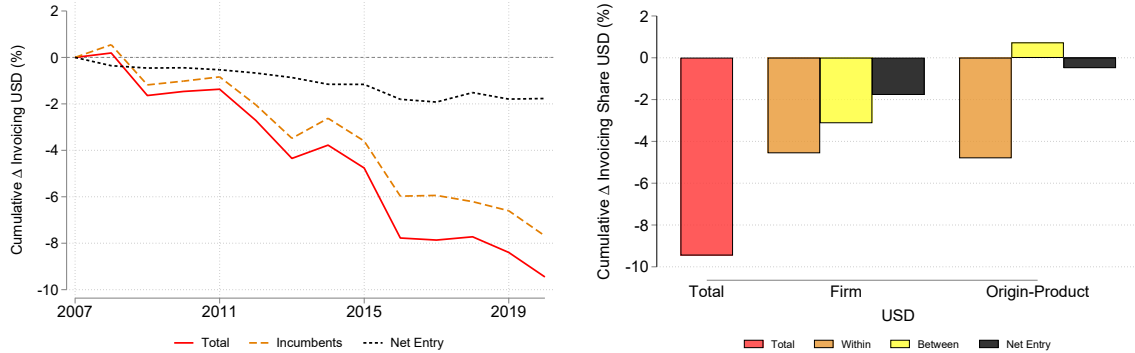 Cumulative Δ Invoicing USD (%)
2
0
-2
-4
-6
-8
-10
2007
2011
2015
2019
Total
Incumbents
Net Entry
Cumulative Δ Invoicing Share USD (%)
2
0
-2
-4
-6
-8
-10
Total
Firm
Origin-Product
USD
Total
Within
Between
Net Entry